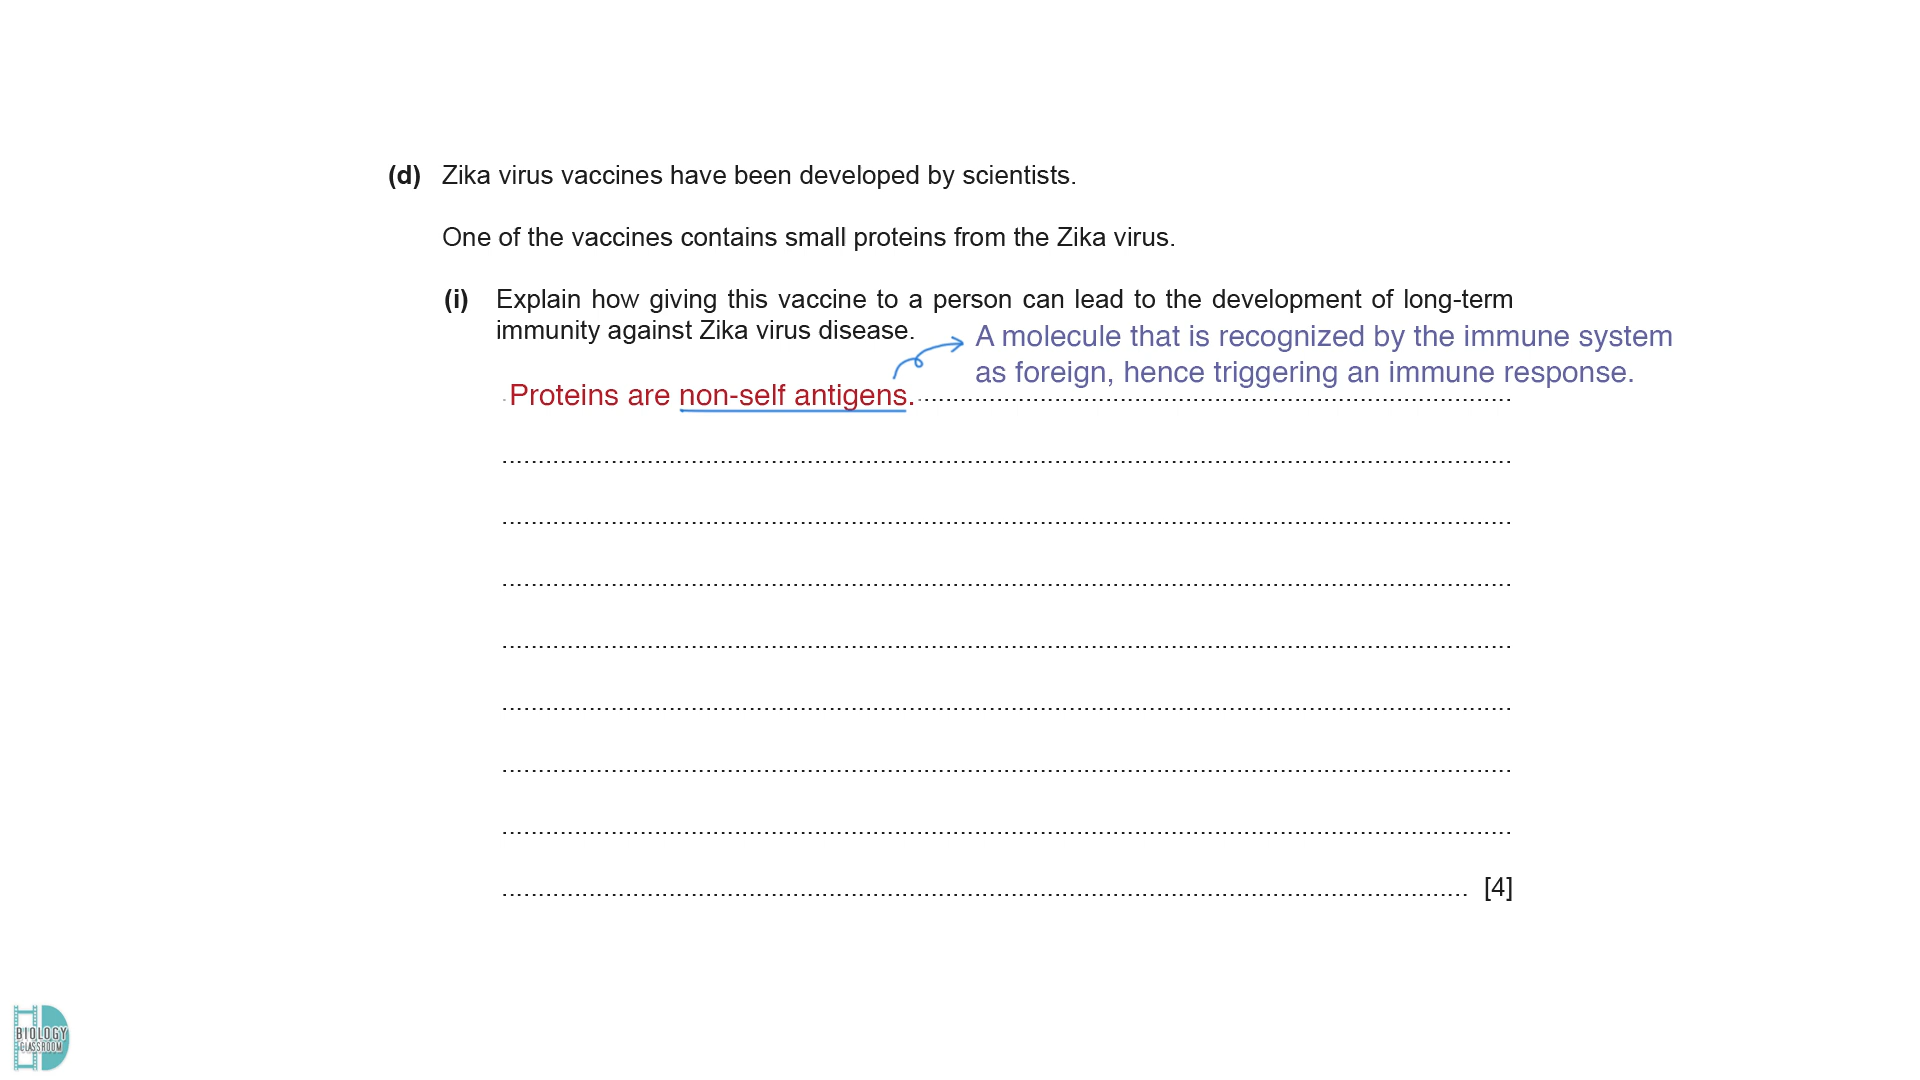 (d) Zika virus vaccines have been developed by scientists.
One of the vaccines contains small proteins from the Zika virus.
(i) Explain how giving this vaccine to a person can lead to the development of long-term
immunity against Zika virus disease.
A molecule that is recognized by the immune system
as foreign, hence triggering an immune response.
Proteins are non-self antigens.
[4]
BIOLOGY
CLASSROOM